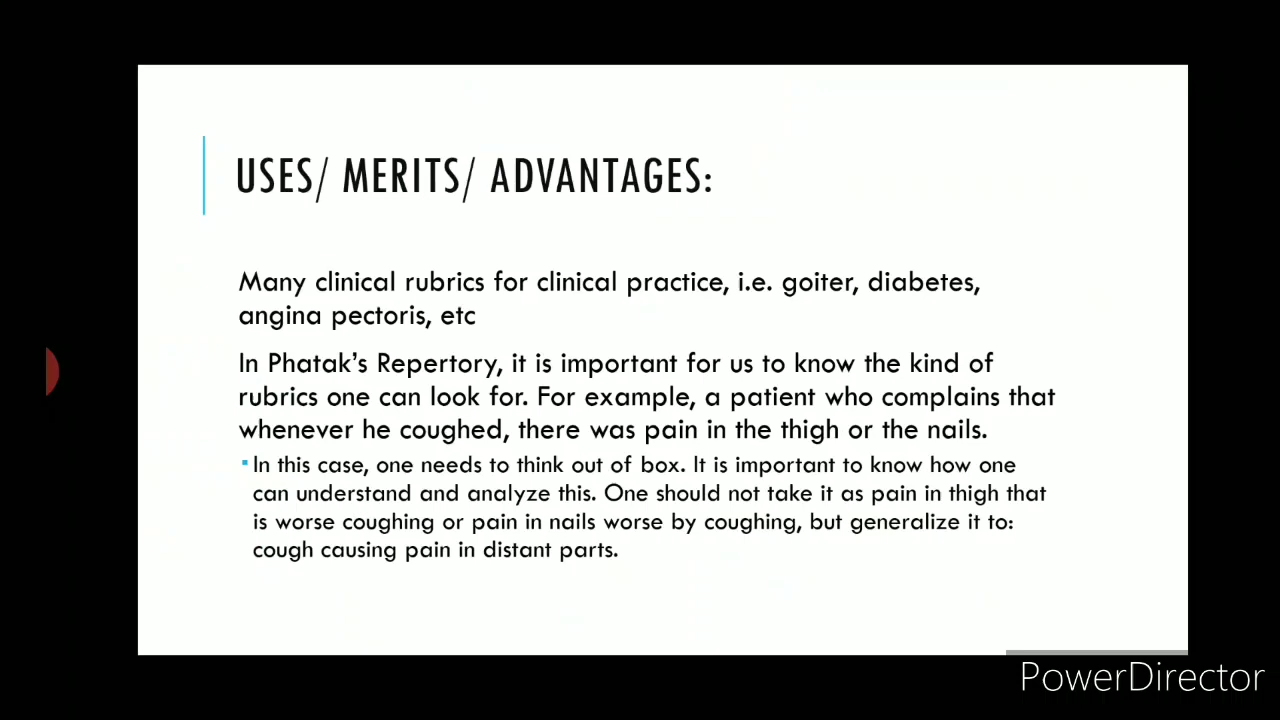 USES/ MERITS/ ADVANTAGES:
Many clinical rubrics for clinical practice, i.e. goiter, diabetes,
angina pectoris, etc
In Phatak’s Repertory, it is important for us to know the kind of
rubrics one can look for. For example, a patient who complains that
whenever he coughed, there was pain in the thigh or the nails.
▪ In this case, one needs to think out of box. It is important to know how one
can understand and analyze this. One should not take it as pain in thigh that
is worse coughing or pain in nails worse by coughing, but generalize it to:
cough causing pain in distant parts.
PowerDirector